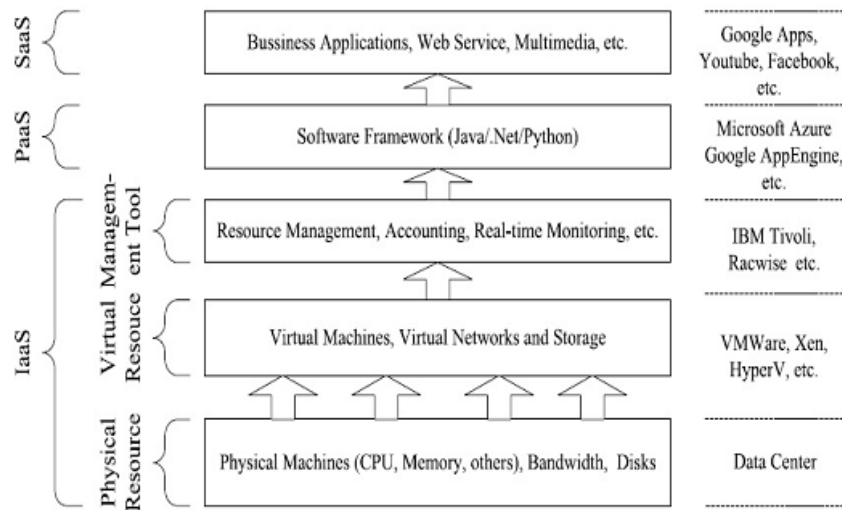 SaaS
Bussiness Applications, Web Service, Multimedia, etc.
Google Apps,
Youtube, Facebook,
etc.
PaaS
Software Framework (Java/.Net/Python)
Microsoft Azure
Google AppEngine,
etc.
IaaS
Managem-
ent Tool
Resource Management, Accounting, Real-time Monitoring, etc.
IBM Tivoli,
Racwise etc.
Virtual
Resouce
Virtual Machines, Virtual Networks and Storage
VMWare, Xen,
HyperV, etc.
Physical
Resource
Physical Machines (CPU, Memory, others), Bandwidth, Disks
Data Center